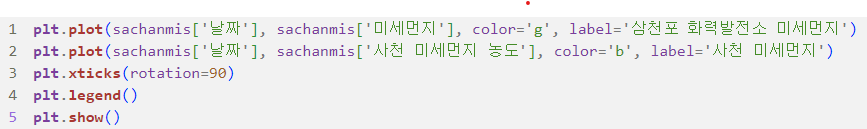 1 plt.plot(sachanmis['날짜'], sachanmis['미세먼지'], color='g', label='삼천포 화력발전소 미세먼지')
2 plt.plot(sachanmis['날짜'], sachanmis['사천 미세먼지 농도'], color='b', label='사천 미세먼지')
3 plt.xticks(rotation=90)
4 plt.legend()
5 plt.show()